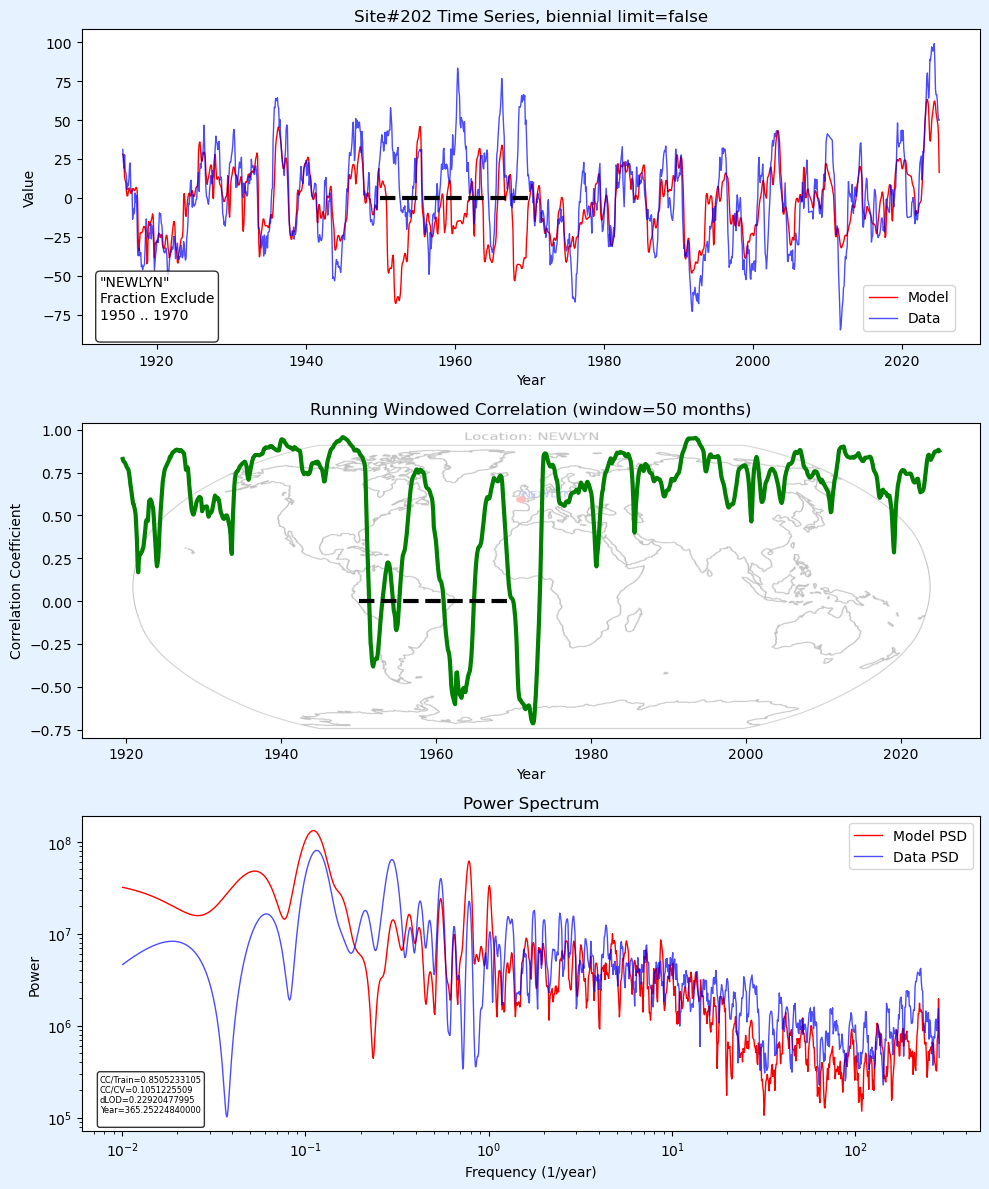 Site#202 Time Series, biennial limit=false
Value
100
75
50
25
0
−25
−50
−75
"NEWLYN"
Fraction Exclude
1950 .. 1970
Model
Data
1920
1940
1960
1980
2000
2020
Year
Running Windowed Correlation (window=50 months)
Location: NEWLYN
Correlation Coefficient
1.00
0.75
0.50
0.25
0.00
−0.25
−0.50
−0.75
1920
1940
1960
1980
2000
2020
Year
Power Spectrum
Model PSD
Data PSD
Power
10⁸
10⁷
10⁶
10⁵
CC/Train=0.8505233105
CC/CV=0.1051225509
dLOD=0.22920477995
Year=365.25224840000
10⁻²
10⁻¹
10⁰
10¹
10²
Frequency (1/year)